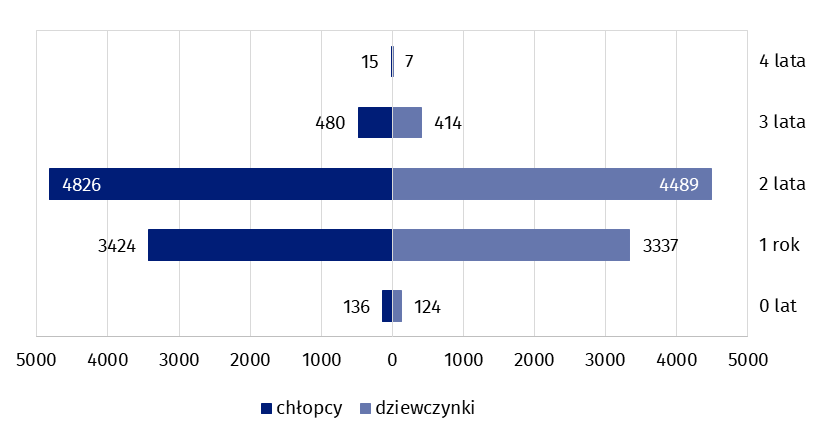 15 7 4 lata
480 414 3 lata
4826 4489 2 lata
3424 3337 1 rok
136 124 0 lat
5000 4000 3000 2000 1000 0 1000 2000 3000 4000 5000
chłopcy dziewczynki